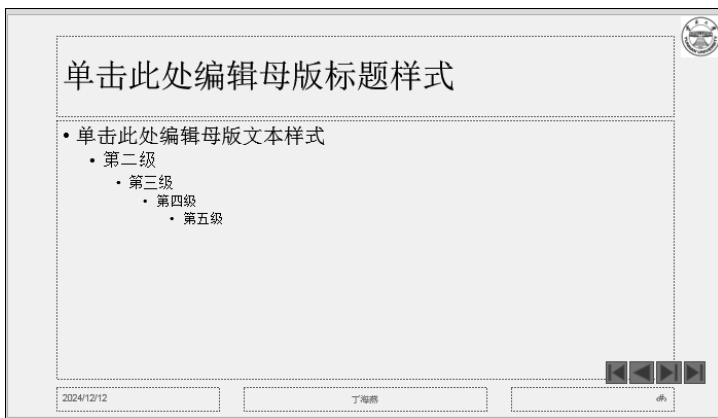 单击此处编辑母版标题样式
• 单击此处编辑母版文本样式
• 第二级
• 第三级
• 第四级
• 第五级
2024/12/12
丁海燕
‹#›